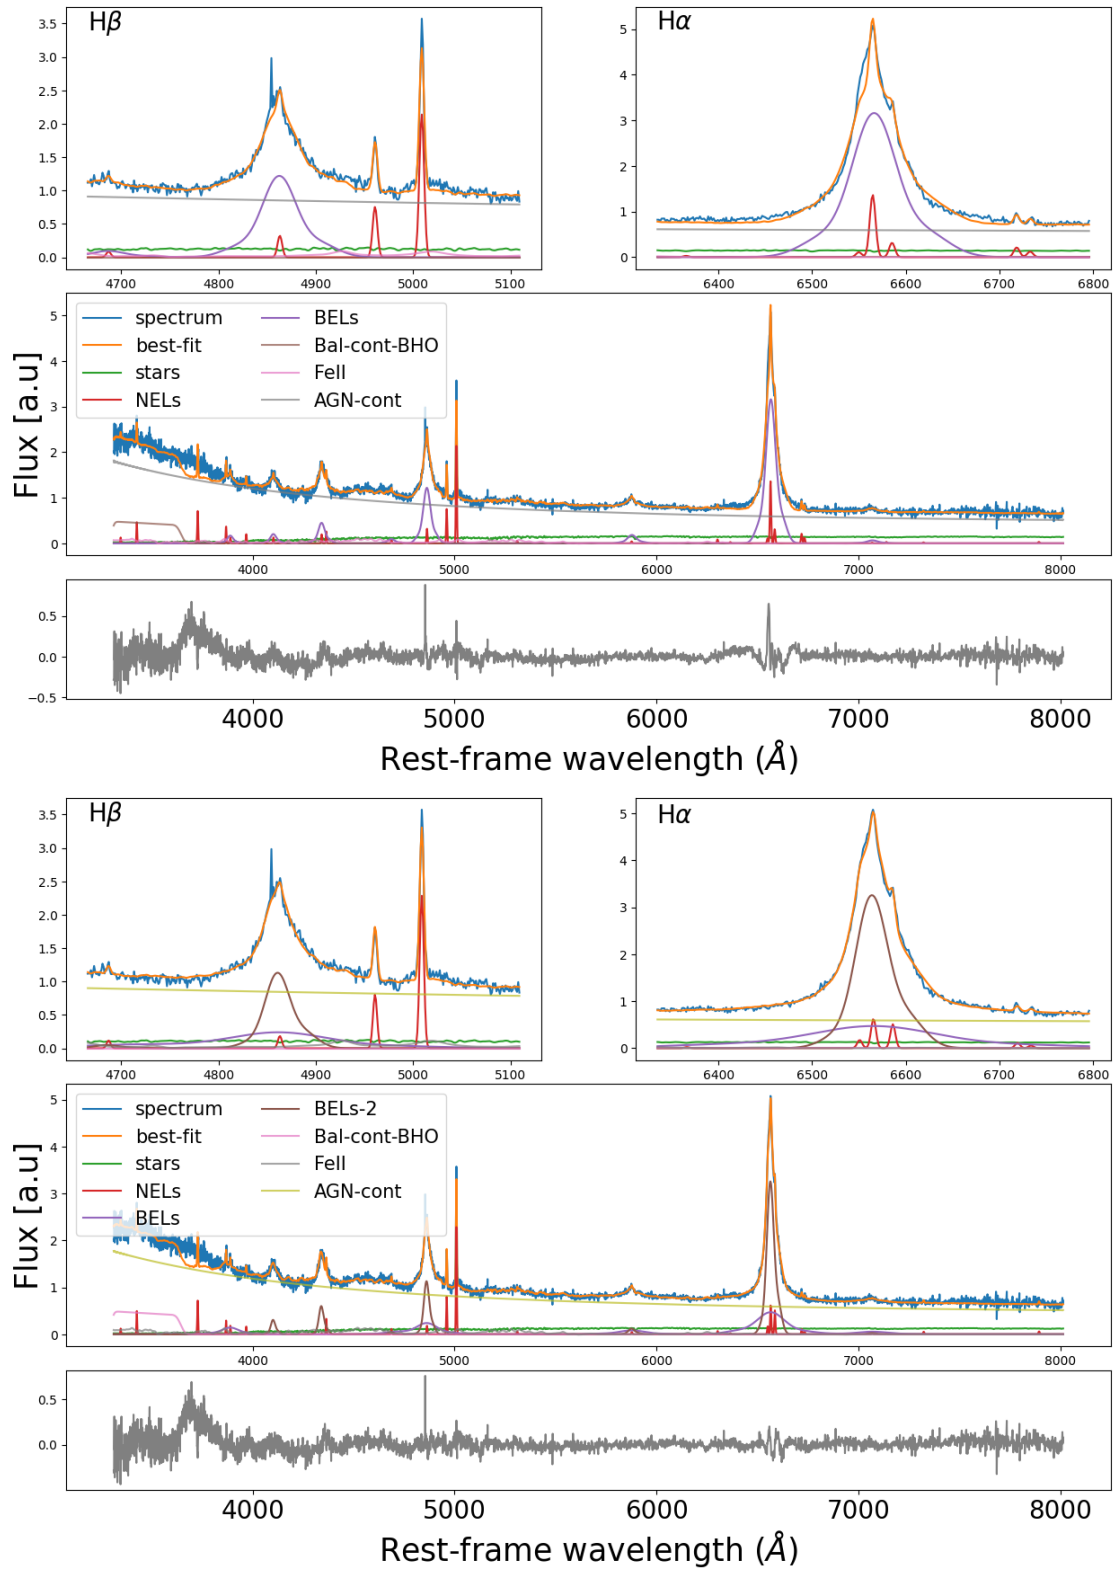 Hβ
3.5
3.0
2.5
2.0
1.5
1.0
0.5
0.0
4700 4800 4900 5000 5100
Hα
5
4
3
2
1
0
6400 6500 6600 6700 6800
Flux [a.u]
5
4
3
2
1
0
spectrum
best-fit
stars
NELs
BELs
Bal-cont-BHO
FeII
AGN-cont
4000 5000 6000 7000 8000
0.5
0.0
−0.5
4000 5000 6000 7000 8000
Rest-frame wavelength (Å)
Hβ
3.5
3.0
2.5
2.0
1.5
1.0
0.5
0.0
4700 4800 4900 5000 5100
Hα
5
4
3
2
1
0
6400 6500 6600 6700 6800
Flux [a.u]
5
4
3
2
1
0
spectrum
best-fit
stars
NELs
BELs
BELs-2
Bal-cont-BHO
FeII
AGN-cont
4000 5000 6000 7000 8000
0.5
0.0
4000 5000 6000 7000 8000
Rest-frame wavelength (Å)